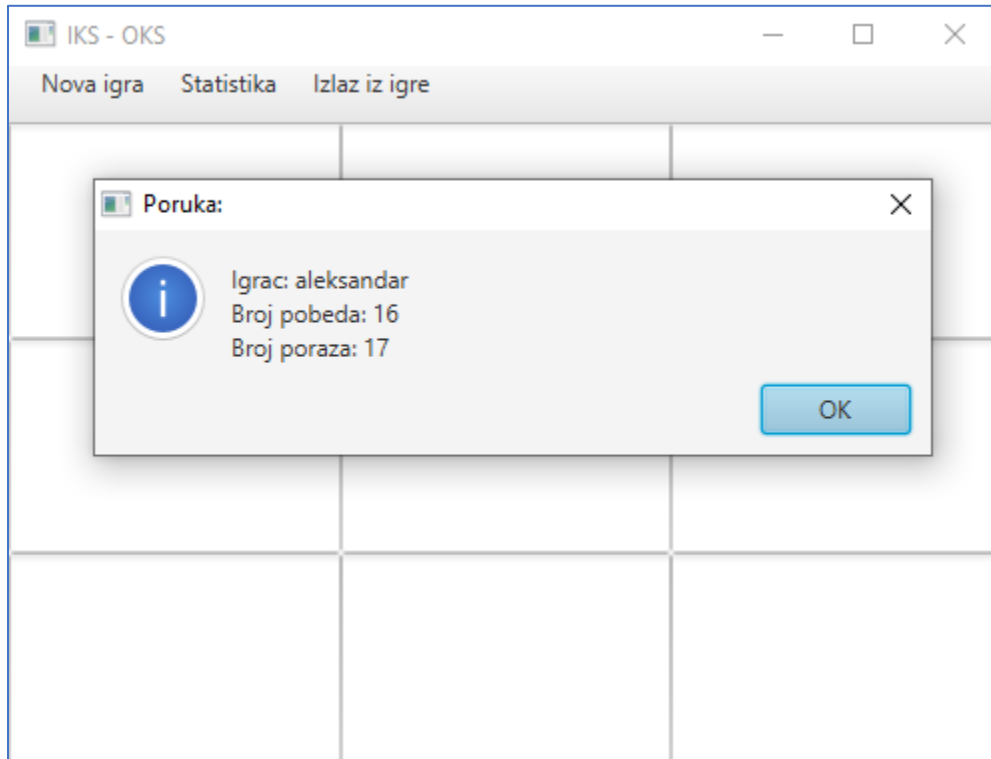 IKS - OKS
Nova igra Statistika Izlaz iz igre
Poruka:
Igrac: aleksandar
Broj pobeda: 16
Broj poraza: 17
OK